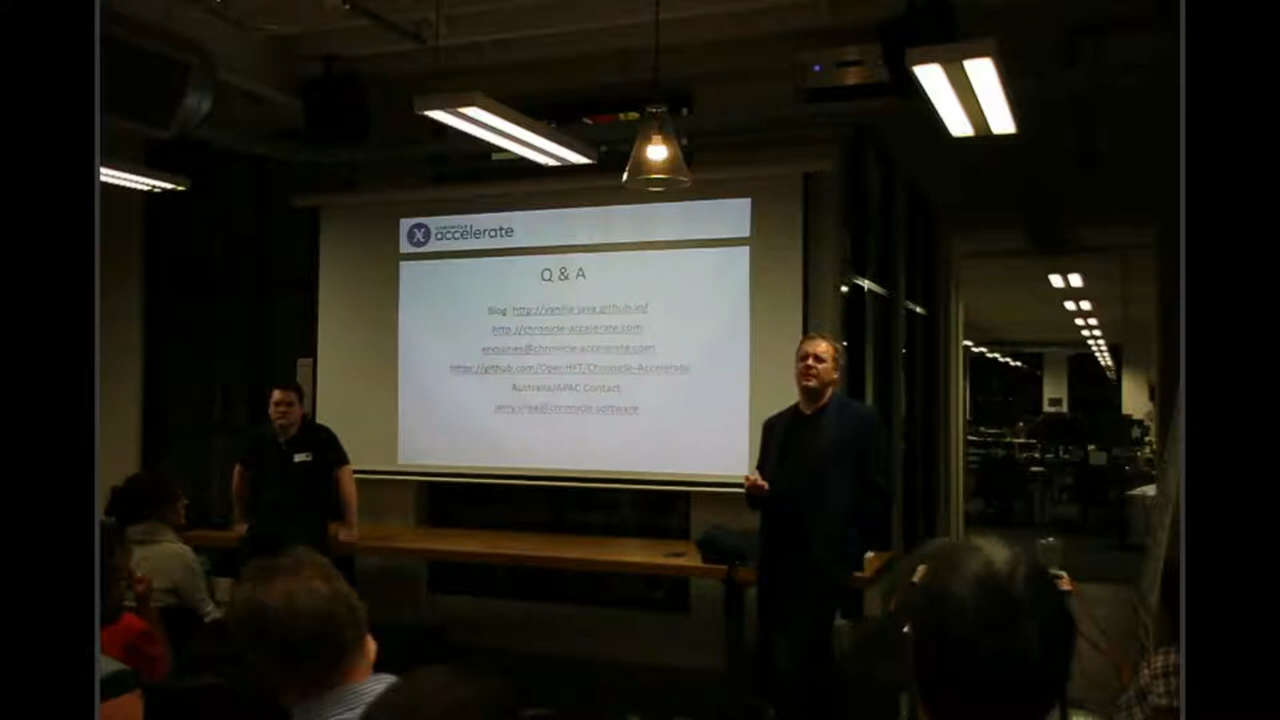 CHRONICLE
accelerate
Q & A
Blog http://vanilla-java.github.io/
http://chronicle-accelerate.com
enquiries@chronicle-accelerate.com
https://github.com/OpenHFT/Chronicle-Accelerate
Australia/APAC Contact